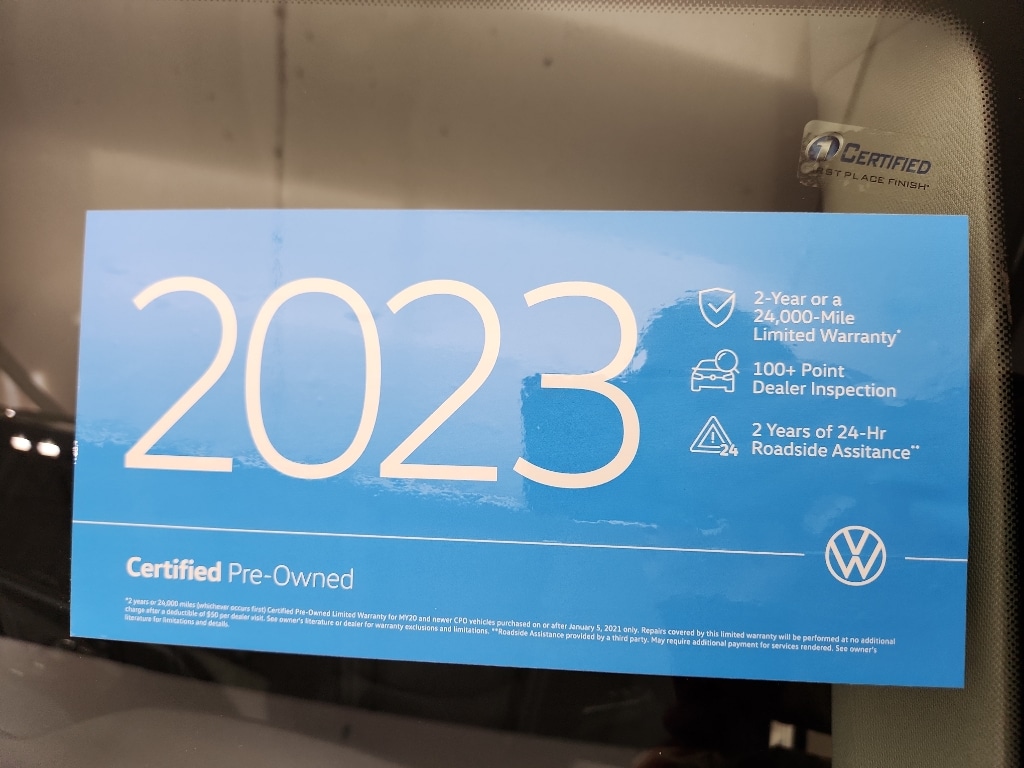 1 CERTIFIED
1ST PLACE FINISH*
2023
2-Year or a
24,000-Mile
Limited Warranty*
100+ Point
Dealer Inspection
24
2 Years of 24-Hr
Roadside Assitance**
VW
Certified Pre-Owned
*2 years or 24,000 miles (whichever occurs first) Certified Pre-Owned Limited Warranty for MY20 and newer CPO vehicles purchased on or after January 5, 2021 only. Repairs covered by this limited warranty will be performed at no additional
charge after a deductible of $50 per dealer visit. See owner's literature or dealer for warranty exclusions and limitations. **Roadside Assistance provided by a third party. May require additional payment for services rendered. See owner's
literature for limitations and details.